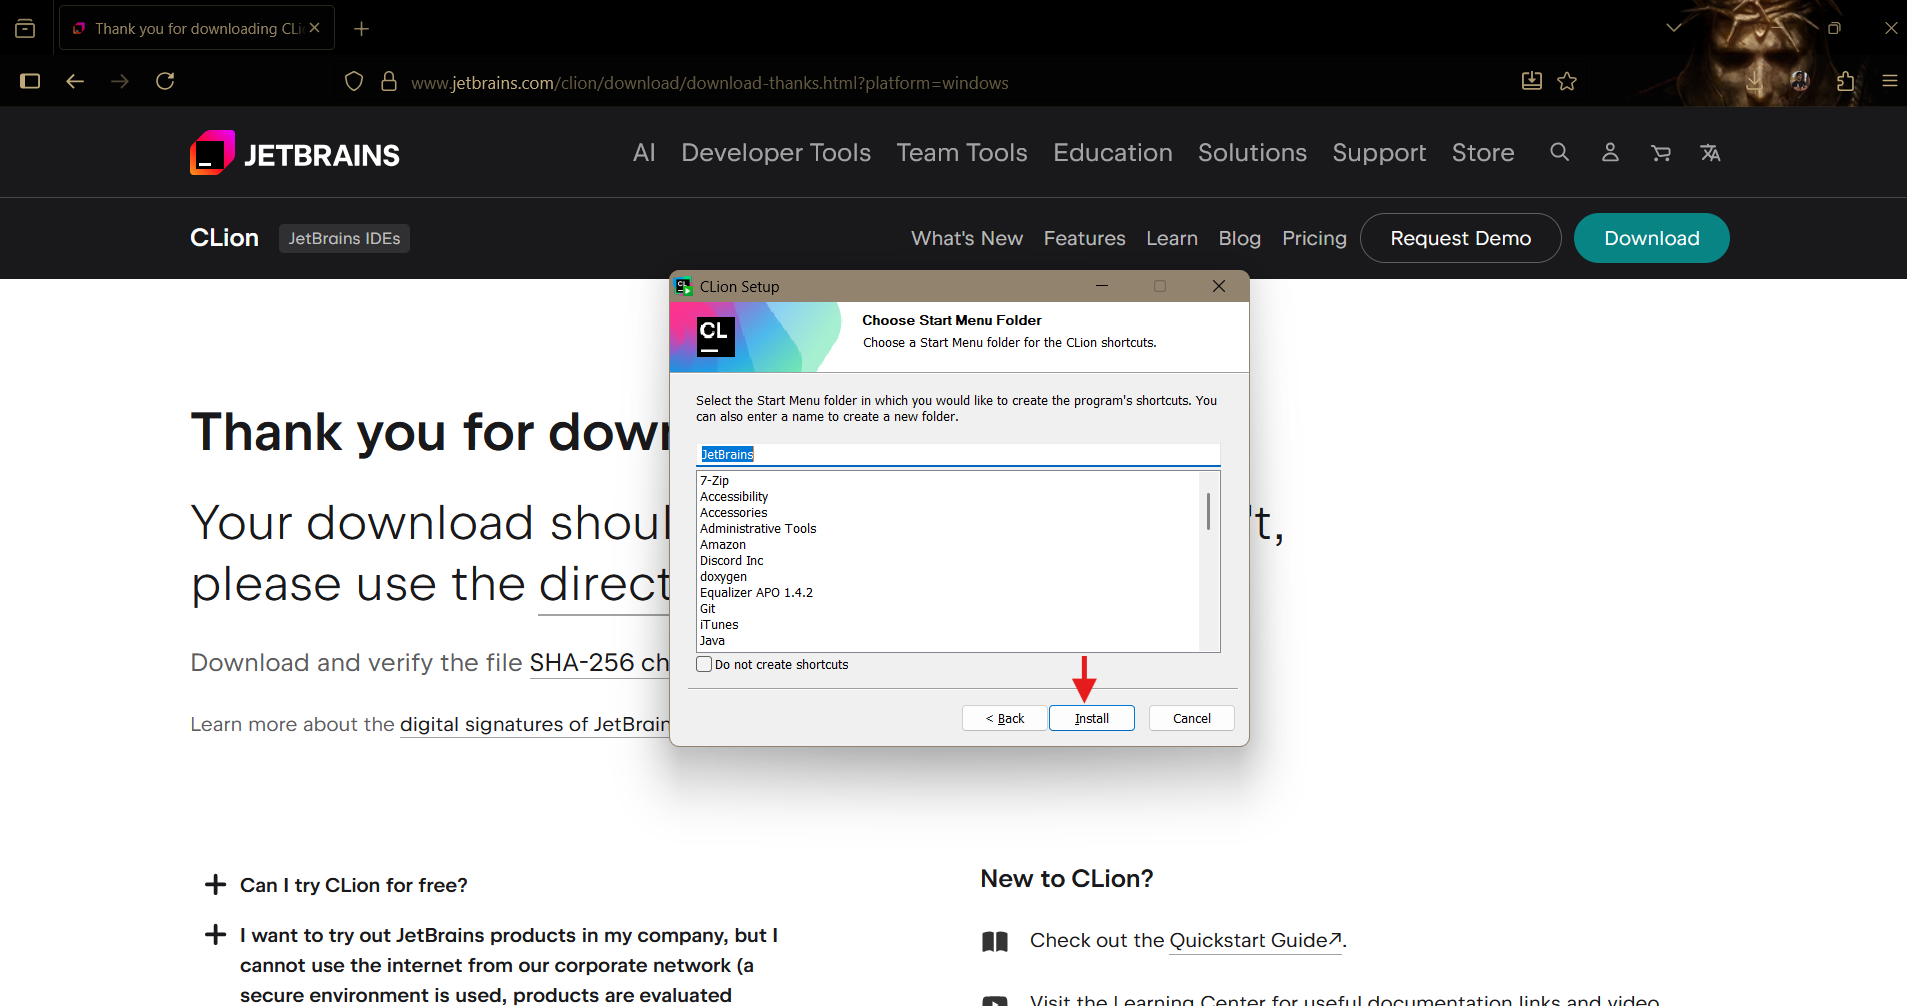 Thank you for downloading CLi
www.jetbrains.com/clion/download/download-thanks.html?platform=windows
JETBRAINS
AI Developer Tools Team Tools Education Solutions Support Store
CLion JetBrains IDEs What's New Features Learn Blog Pricing Request Demo Download
CL CLion Setup
CL
Choose Start Menu Folder
Choose a Start Menu folder for the CLion shortcuts.
Select the Start Menu folder in which you would like to create the program's shortcuts. You
can also enter a name to create a new folder.
JetBrains
7-Zip
Accessibility
Accessories
Administrative Tools
Amazon
Discord Inc
doxygen
Equalizer APO 1.4.2
Git
iTunes
Java
Do not create shortcuts
< Back Install Cancel
Thank you for dow
Your download shoul 't,
please use the direct
Download and verify the file SHA-256 ch
Learn more about the digital signatures of JetBrain
Can I try CLion for free?
I want to try out JetBrains products in my company, but I
cannot use the internet from our corporate network (a
secure environment is used, products are evaluated
New to CLion?
Check out the Quickstart Guide↗.
Visit the Learning Center for useful documentation links and video